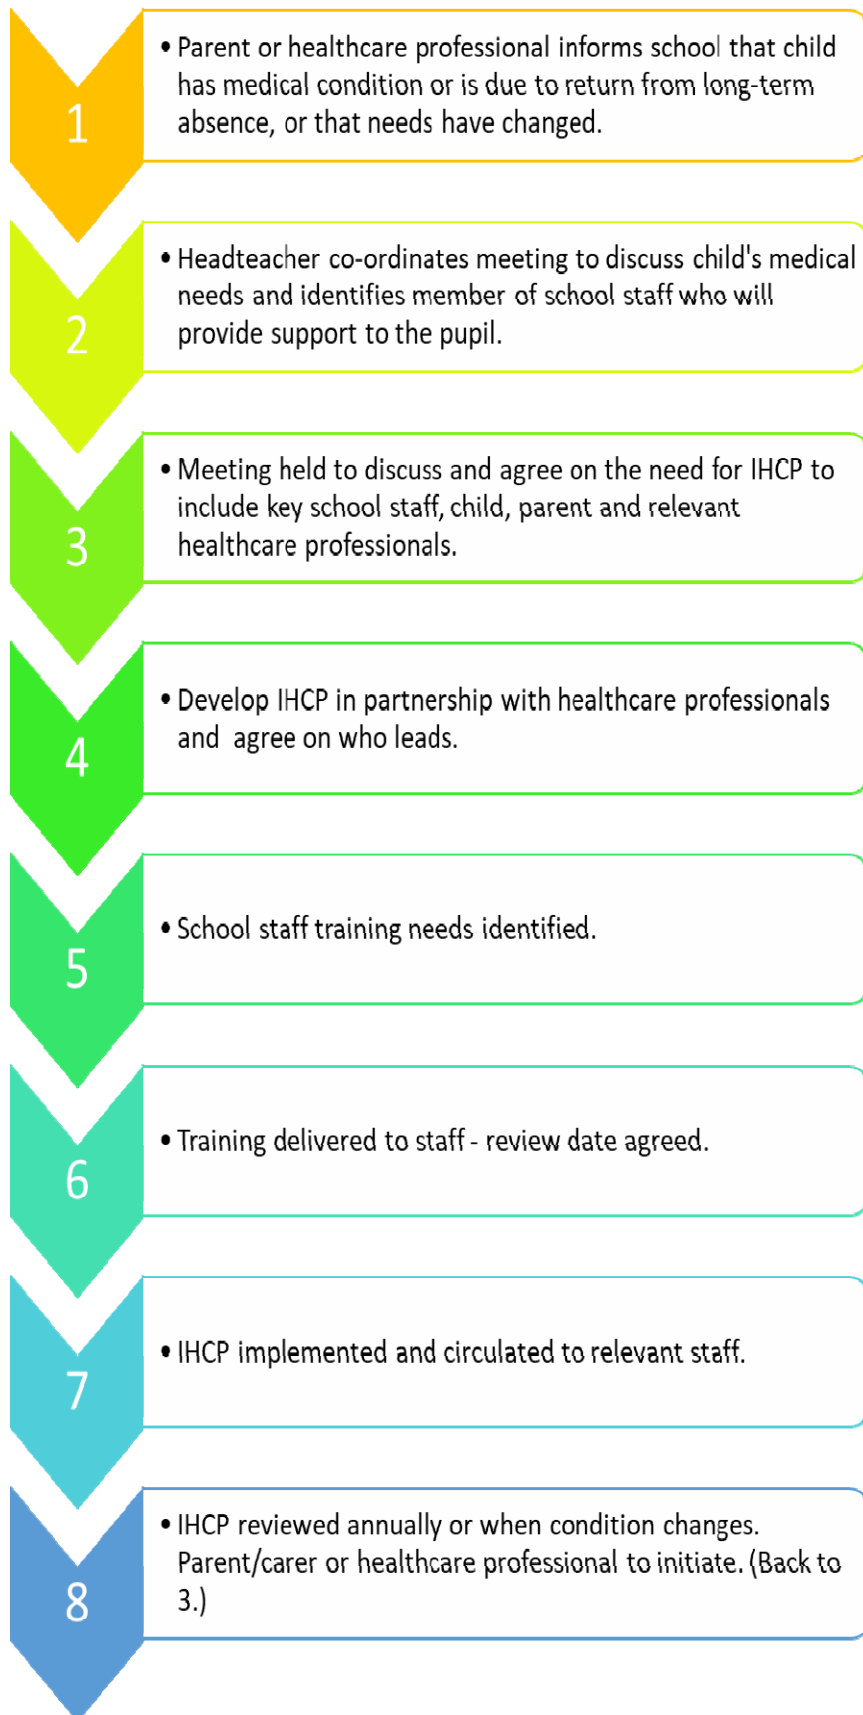 1
• Parent or healthcare professional informs school that child
has medical condition or is due to return from long-term
absence, or that needs have changed.
2
• Headteacher co-ordinates meeting to discuss child's medical
needs and identifies member of school staff who will
provide support to the pupil.
3
• Meeting held to discuss and agree on the need for IHCP to
include key school staff, child, parent and relevant
healthcare professionals.
4
• Develop IHCP in partnership with healthcare professionals
and  agree on who leads.
5
• School staff training needs identified.
6
• Training delivered to staff - review date agreed.
7
• IHCP implemented and circulated to relevant staff.
8
• IHCP reviewed annually or when condition changes.
Parent/carer or healthcare professional to initiate. (Back to
3.)